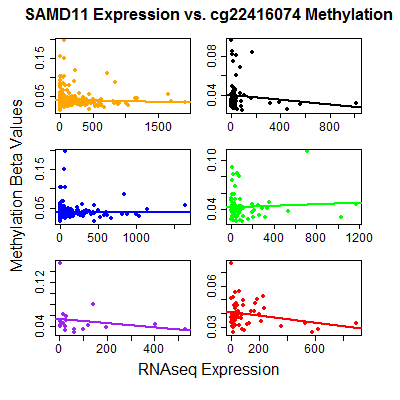 SAMD11 Expression vs. cg22416074 Methylation
Methylation Beta Values
0.05 0.15
0 500 1500
0.04 0.08
0 400 800
0.05 0.15
0 500 1000
0.04 0.10
0 400 800 1200
0.04 0.08 0.12
0 200 400
0.03 0.06
0 200 600
RNAseq Expression